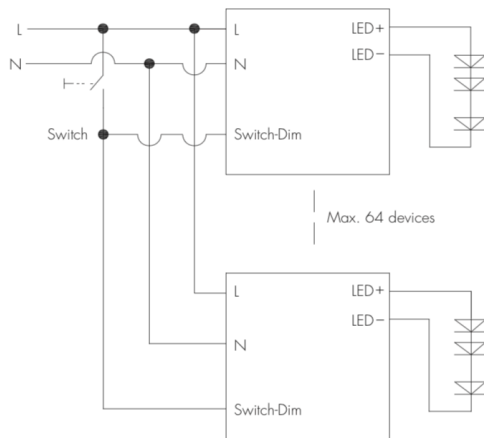 L
L
LED+
N
N
LED−
Switch
Switch-Dim
Max. 64 devices
L
LED+
LED−
N
Switch-Dim